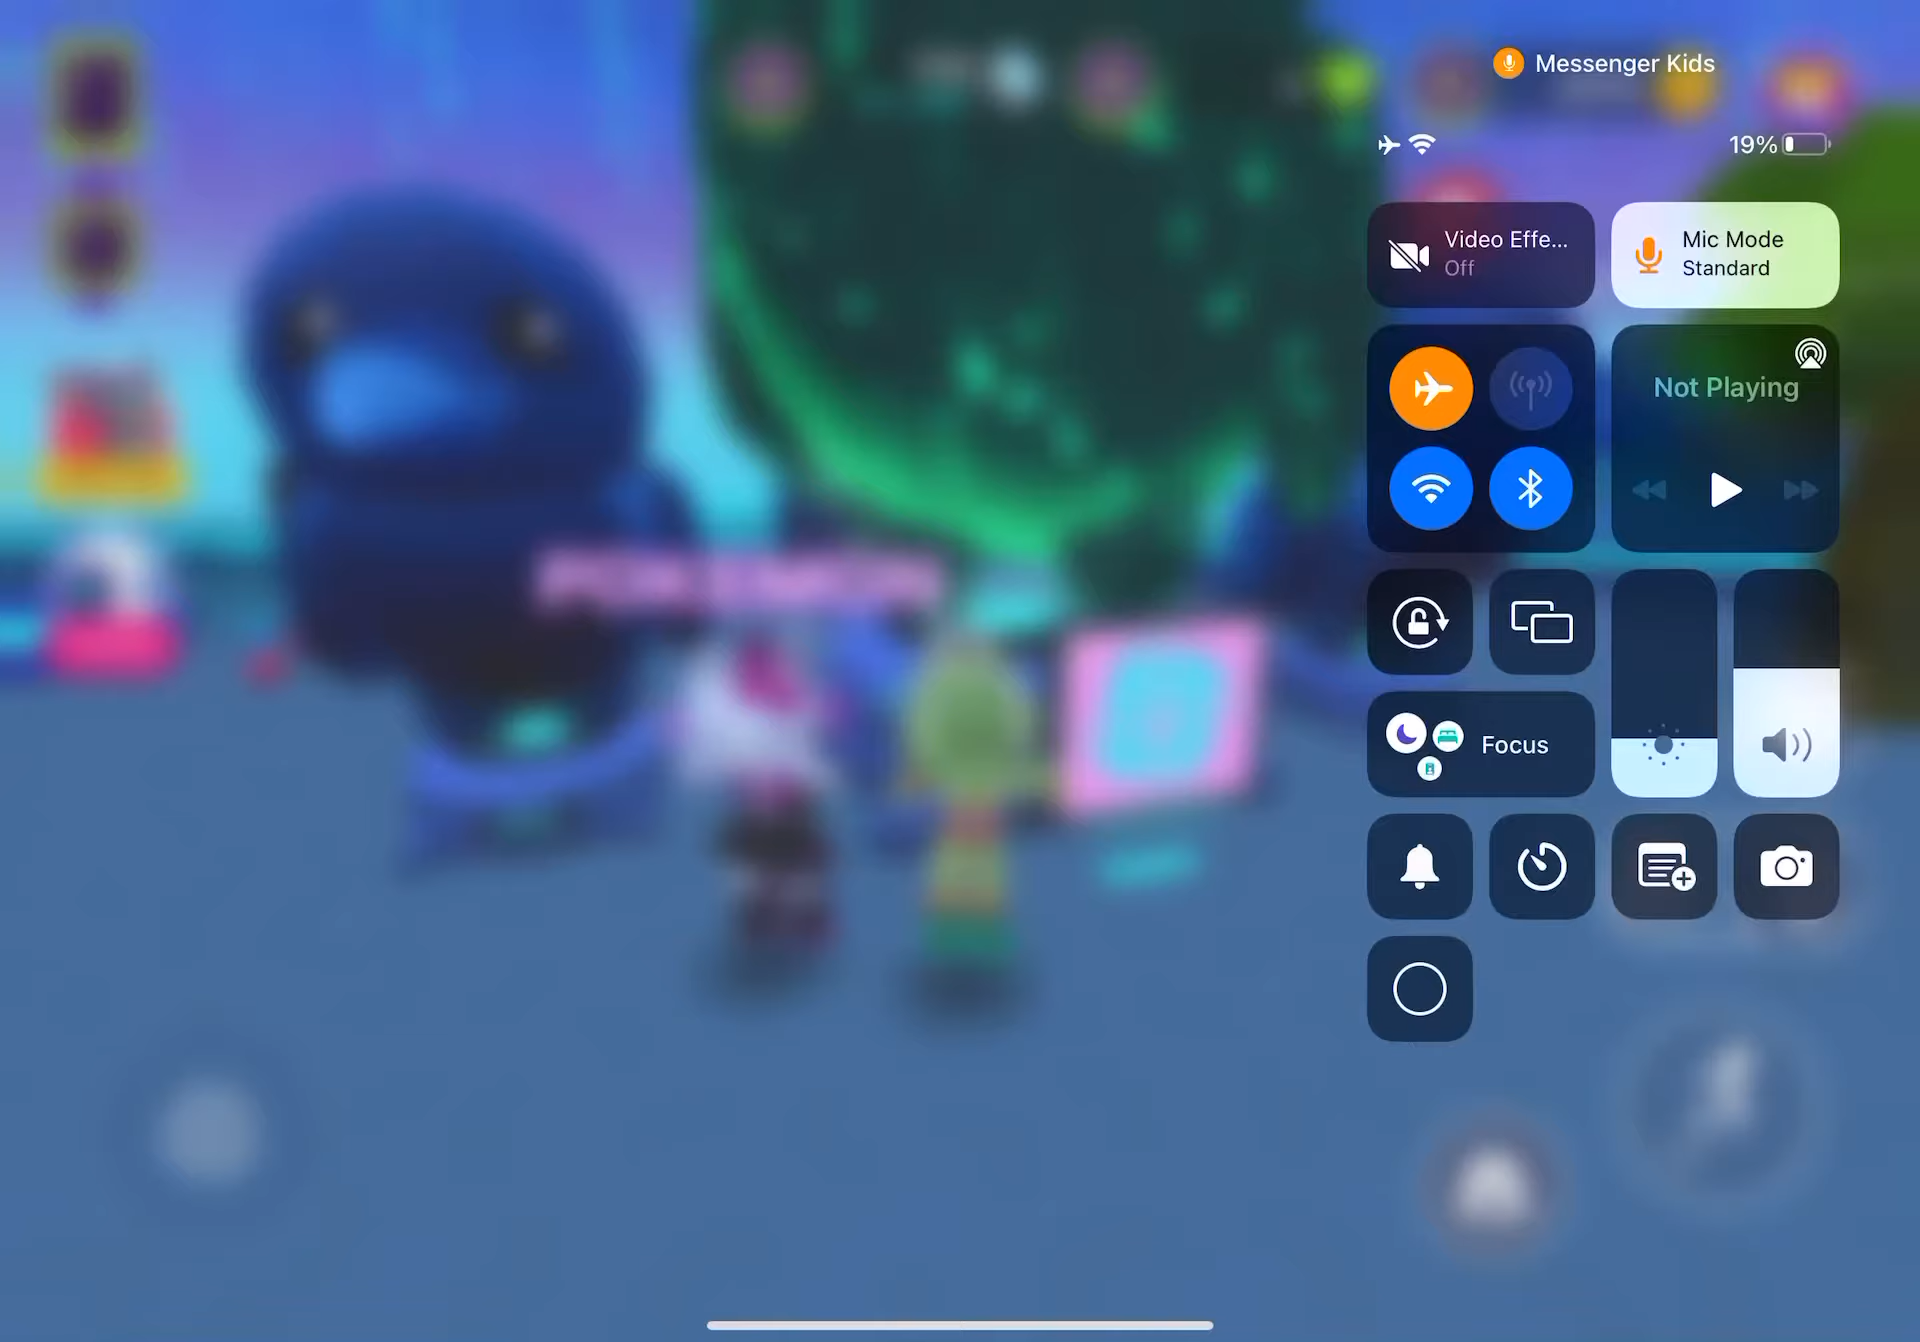 Messenger Kids
19%
Video Effe...
Off
Mic Mode
Standard
Not Playing
Focus